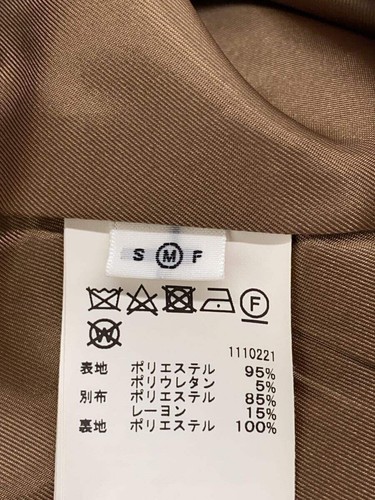 S M F
F
W
1110221
表地 ポリエステル 95%
ポリウレタン 5%
別布 ポリエステル 85%
レーヨン 15%
裏地 ポリエステル 100%